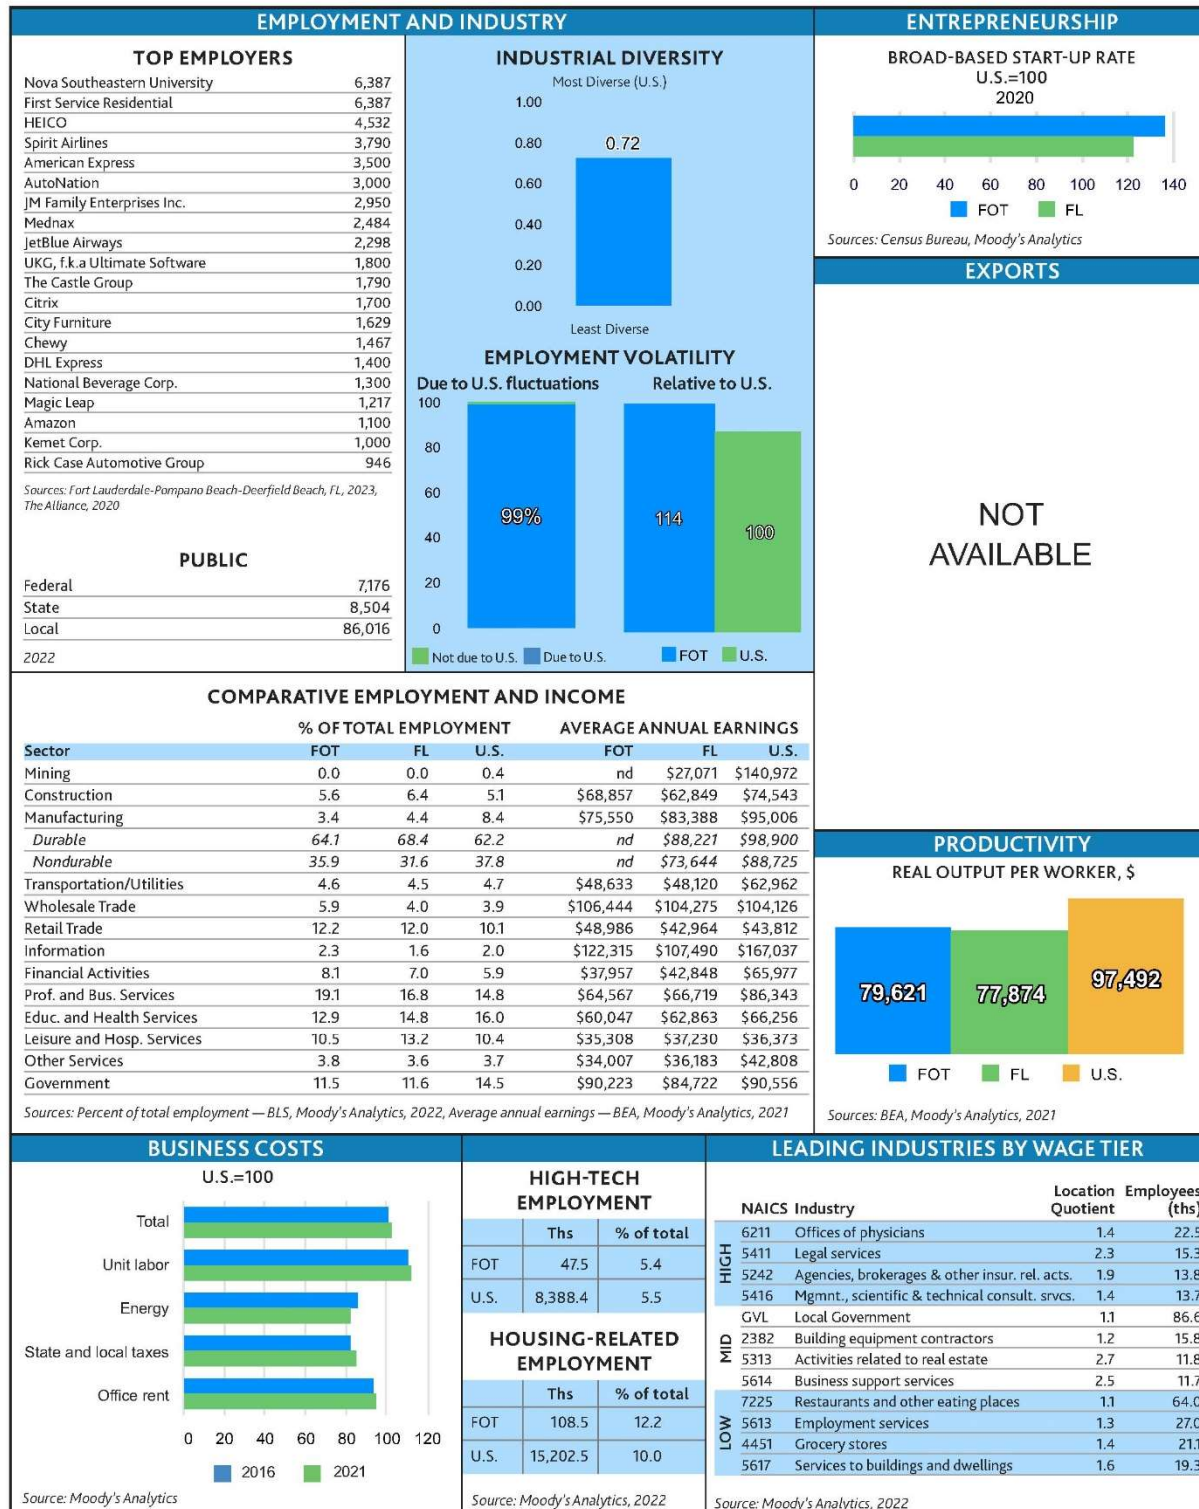 EMPLOYMENT AND INDUSTRY
TOP EMPLOYERS
Nova Southeastern University 6,387
First Service Residential 6,387
HEICO 4,532
Spirit Airlines 3,790
American Express 3,500
AutoNation 3,000
JM Family Enterprises Inc. 2,950
Mednax 2,484
JetBlue Airways 2,298
UKG, f.k.a Ultimate Software 1,800
The Castle Group 1,790
Citrix 1,700
City Furniture 1,629
Chewy 1,467
DHL Express 1,400
National Beverage Corp. 1,300
Magic Leap 1,217
Amazon 1,100
Kemet Corp. 1,000
Rick Case Automotive Group 946
Sources: Fort Lauderdale-Pompano Beach-Deerfield Beach, FL, 2023,
The Alliance, 2020
PUBLIC
Federal 7,176
State 8,504
Local 86,016
2022
INDUSTRIAL DIVERSITY
Most Diverse (U.S.)
1.00
0.80
0.72
0.60
0.40
0.20
0.00
Least Diverse
EMPLOYMENT VOLATILITY
Due to U.S. fluctuations Relative to U.S.
100
80
60
40
20
0
99%
114
100
Not due to U.S. Due to U.S. FOT U.S.
ENTREPRENEURSHIP
BROAD-BASED START-UP RATE
U.S.=100
2020
0 20 40 60 80 100 120 140
FOT FL
Sources: Census Bureau, Moody's Analytics
EXPORTS
NOT
AVAILABLE
COMPARATIVE EMPLOYMENT AND INCOME
% OF TOTAL EMPLOYMENT AVERAGE ANNUAL EARNINGS
Sector FOT FL U.S. FOT FL U.S.
Mining 0.0 0.0 0.4 nd $27,071 $140,972
Construction 5.6 6.4 5.1 $68,857 $62,849 $74,543
Manufacturing 3.4 4.4 8.4 $75,550 $83,388 $95,006
Durable 64.1 68.4 62.2 nd $88,221 $98,900
Nondurable 35.9 31.6 37.8 nd $73,644 $88,725
Transportation/Utilities 4.6 4.5 4.7 $48,633 $48,120 $62,962
Wholesale Trade 5.9 4.0 3.9 $106,444 $104,275 $104,126
Retail Trade 12.2 12.0 10.1 $48,986 $42,964 $43,812
Information 2.3 1.6 2.0 $122,315 $107,490 $167,037
Financial Activities 8.1 7.0 5.9 $37,957 $42,848 $65,977
Prof. and Bus. Services 19.1 16.8 14.8 $64,567 $66,719 $86,343
Educ. and Health Services 12.9 14.8 16.0 $60,047 $62,863 $66,256
Leisure and Hosp. Services 10.5 13.2 10.4 $35,308 $37,230 $36,373
Other Services 3.8 3.6 3.7 $34,007 $36,183 $42,808
Government 11.5 11.6 14.5 $90,223 $84,722 $90,556
Sources: Percent of total employment — BLS, Moody's Analytics, 2022, Average annual earnings — BEA, Moody's Analytics, 2021
PRODUCTIVITY
REAL OUTPUT PER WORKER, $
79,621 77,874 97,492
FOT FL U.S.
Sources: BEA, Moody's Analytics, 2021
BUSINESS COSTS
U.S.=100
Total
Unit labor
Energy
State and local taxes
Office rent
0 20 40 60 80 100 120
2016 2021
Source: Moody's Analytics
HIGH-TECH
EMPLOYMENT
Ths % of total
FOT 47.5 5.4
U.S. 8,388.4 5.5
HOUSING-RELATED
EMPLOYMENT
Ths % of total
FOT 108.5 12.2
U.S. 15,202.5 10.0
Source: Moody's Analytics, 2022
LEADING INDUSTRIES BY WAGE TIER
Location Employees
NAICS Industry Quotient (ths)
HIGH
6211 Offices of physicians 1.4 22.5
5411 Legal services 2.3 15.3
5242 Agencies, brokerages & other insur. rel. acts. 1.9 13.8
5416 Mgmnt., scientific & technical consult. srvcs. 1.4 13.7
MID
GVL Local Government 1.1 86.6
2382 Building equipment contractors 1.2 15.8
5313 Activities related to real estate 2.7 11.8
5614 Business support services 2.5 11.7
LOW
7225 Restaurants and other eating places 1.1 64.0
5613 Employment services 1.3 27.0
4451 Grocery stores 1.4 21.1
5617 Services to buildings and dwellings 1.6 19.3
Source: Moody's Analytics, 2022